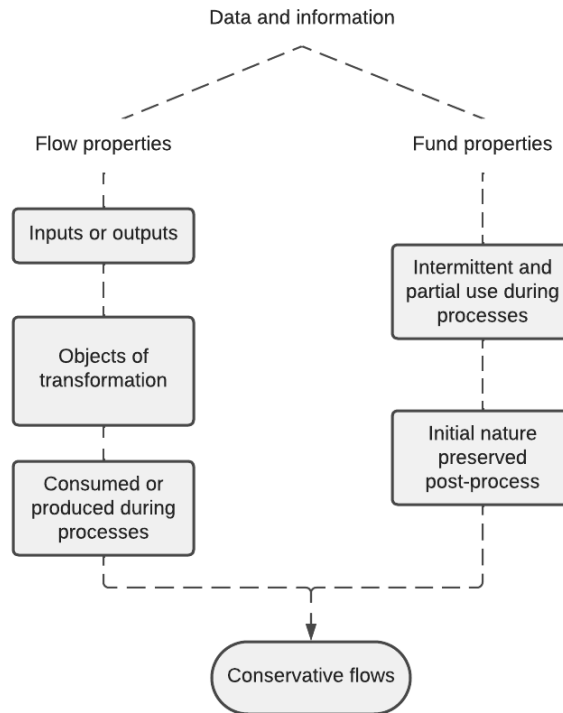 Data and information
Flow properties
Fund properties
Inputs or outputs
Intermittent and
partial use during
processes
Objects of
transformation
Initial nature
preserved
post-process
Consumed or
produced during
processes
Conservative flows